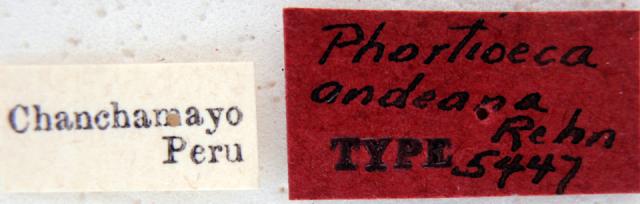 Chanchamayo
Peru
Phortioeca
andeana
Rehn
TYPE 5447